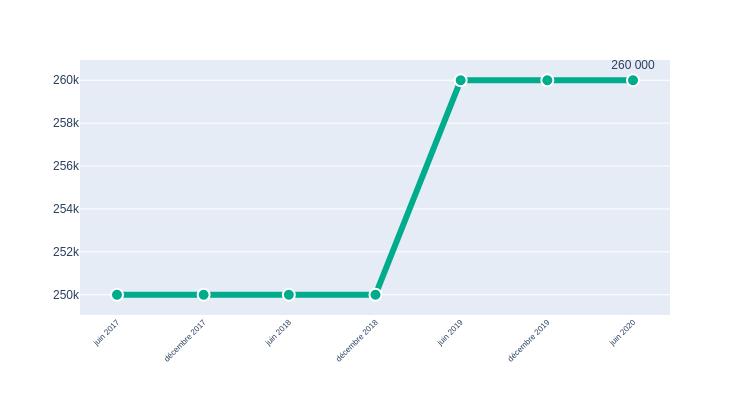 260 000
260k
258k
256k
254k
252k
250k
juin 2017
décembre 2017
juin 2018
décembre 2018
juin 2019
décembre 2019
juin 2020